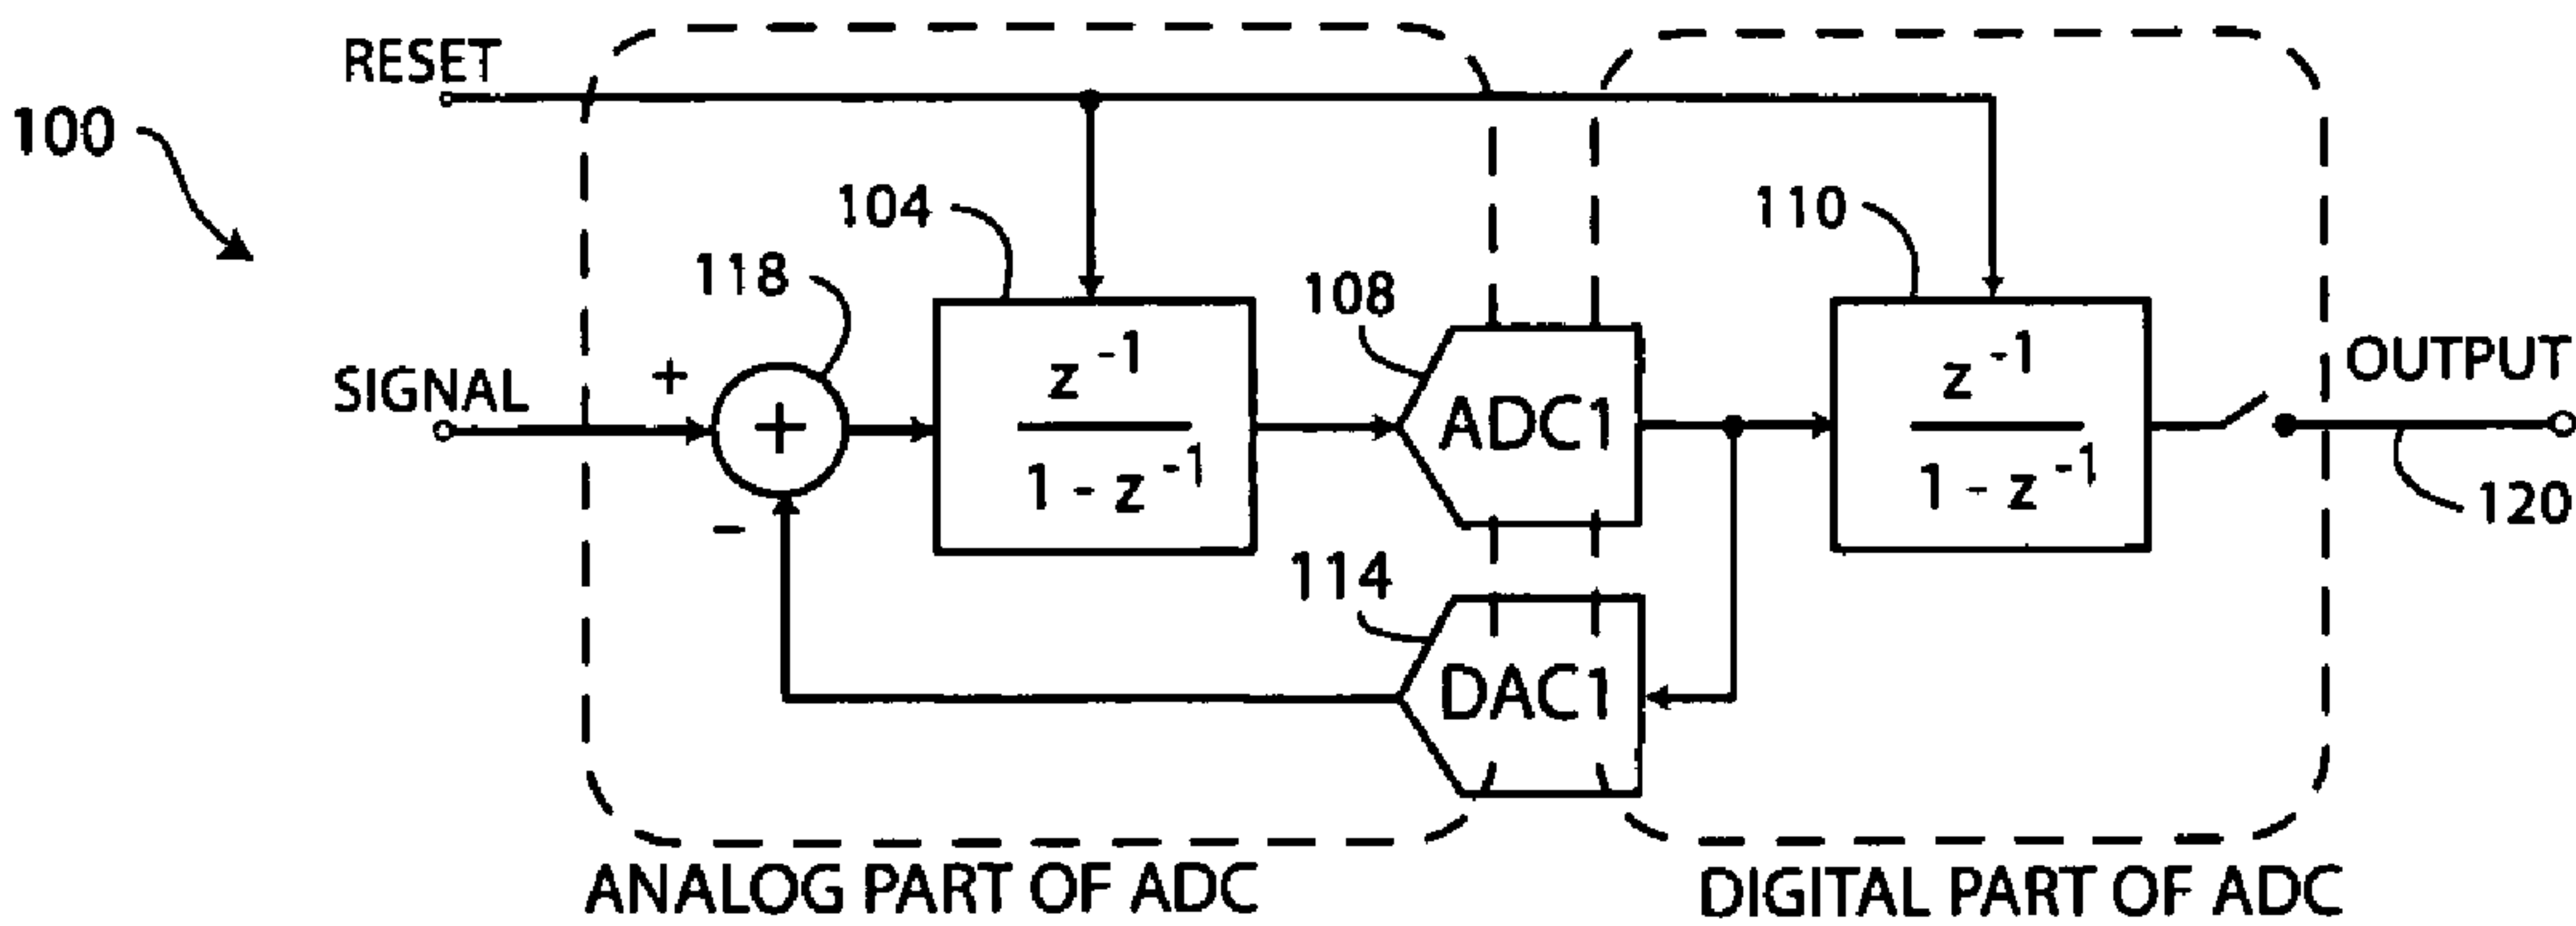 RESET
100
104
110
118
108
SIGNAL
+
+
z -1
1 - z -1
ADC1
z -1
1 - z -1
OUTPUT
120
-
114
DAC1
ANALOG PART OF ADC
DIGITAL PART OF ADC